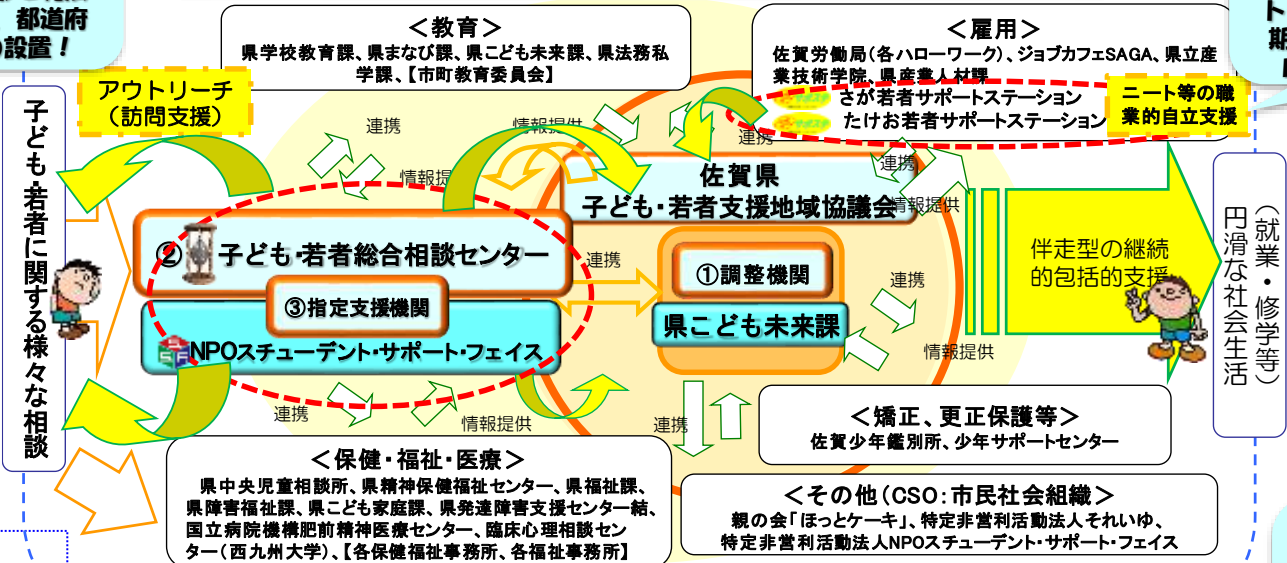 都道府
の設置！
ト
期
＜教育＞
県学校教育課、県まなび課、県こども未来課、県法務私
学課、【市町教育委員会】
＜雇用＞
佐賀労働局（各ハローワーク）、ジョブカフェSAGA、県立産
業技術学院、県産業人材課
さが若者サポートステーション
たけお若者サポートステーション
ニート等の職
業的自立支援
アウトリーチ
（訪問支援）
子ども・若者に関する様々な相談
連携
情報提供
連携
情報提
連携
情報提供
佐賀県
子ども・若者支援地域協議会
②
子ども・若者総合相談センター
③指定支援機関
NPOスチューデント・サポート・フェイス
連携
①調整機関
県こども未来課
連携
情報提供
伴走型の継続
的包括的支援
円滑な社会生活
（就業・修学等）
連携
情報提供
連携
＜矯正、更正保護等＞
佐賀少年鑑別所、少年サポートセンター
＜保健・福祉・医療＞
県中央児童相談所、県精神保健福祉センター、県福祉課、
県障害福祉課、県こども家庭課、県発達障害支援センター結、
国立病院機構肥前精神医療センター、臨床心理相談セン
ター（西九州大学）、【各保健福祉事務所、各福祉事務所】
＜その他（CSO：市民社会組織＞
親の会「ほっとケーキ」、特定非営利活動法人それいゆ、
特定非営利活動法人NPOスチューデント・サポート・フェイス